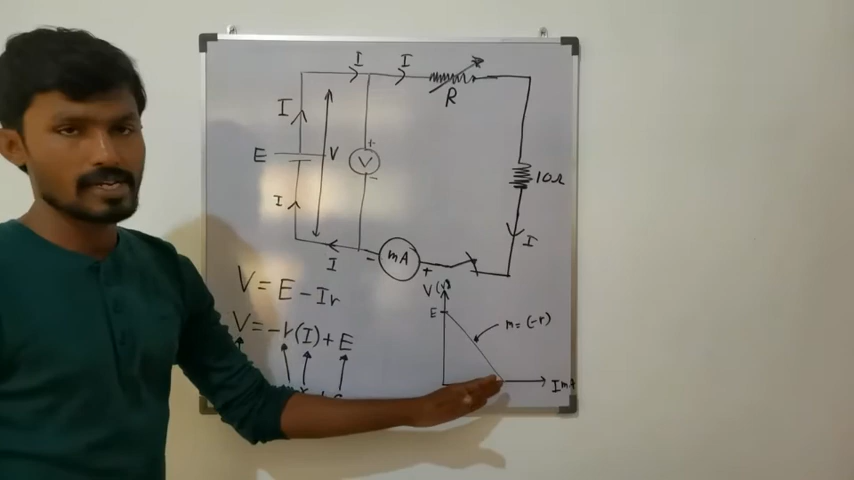 I I
R
I
E V V + -
10Ω
I
I
I
- mA +
V = E - Ir
V(v)
E
m = (-r)
V = -r(I) + E
I mA